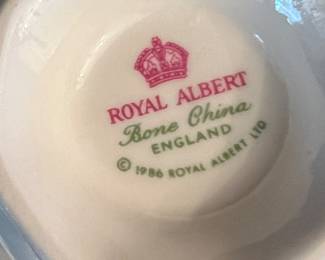 ROYAL ALBERT
Bone China
ENGLAND
© 1986 ROYAL ALBERT LTD